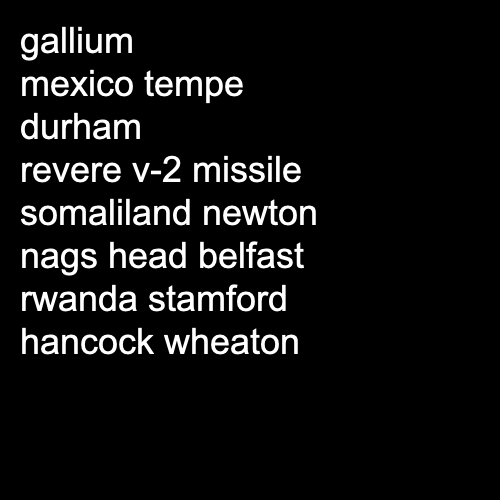 gallium
mexico tempe
durham
revere v-2 missile
somaliland newton
nags head belfast
rwanda stamford
hancock wheaton